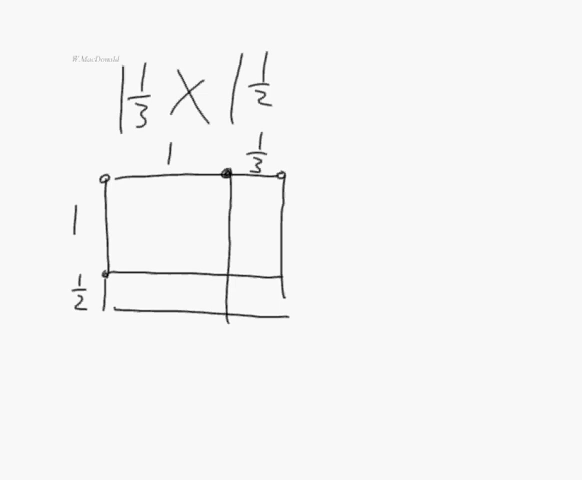 W.MacDonald
1 1/3 X 1 1/2
1 1/3
1
1/2